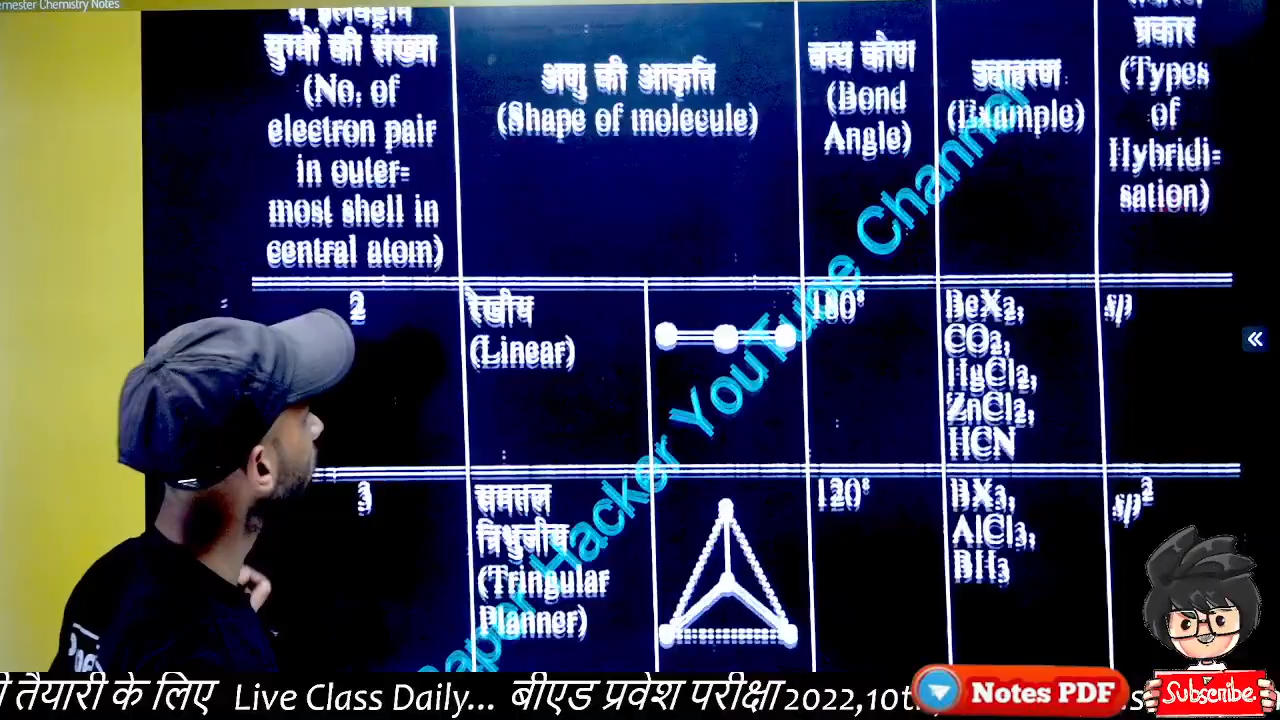 emester Chemistry Notes
युग्मों की संख्या
(No. of
electron pair
in outer-
most shell in
central atom)
अणु की आकृति
(Shape of molecule)
बन्ध कोण
(Bond
Angle)
उदाहरण
(Example)
प्रकार
(Types
of
Hybridi-
sation)
2
रैखीय
(Linear)
180°
BeX2,
CO2,
HgCl2,
ZnCl2,
HCN
sp
3
समतल
त्रिभुजीय
(Tringular
Planner)
120°
BX3,
AlCl3,
BH3
sp2
Paper Hacker YouTube Channel
तैयारी के लिए Live Class Daily... बीएड प्रवेश परीक्षा 2022,10t
Notes PDF
Subscribe